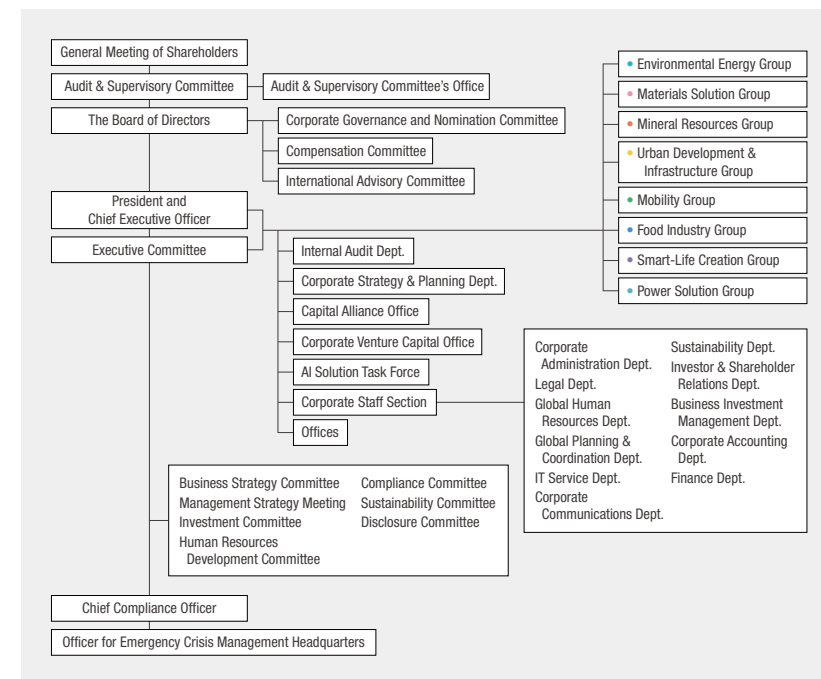 General Meeting of Shareholders
Audit & Supervisory Committee
Audit & Supervisory Committee's Office
The Board of Directors
Corporate Governance and Nomination Committee
Compensation Committee
International Advisory Committee
President and
Chief Executive Officer
Executive Committee
Environmental Energy Group
Materials Solution Group
Mineral Resources Group
Urban Development &
Infrastructure Group
Mobility Group
Food Industry Group
Smart-Life Creation Group
Power Solution Group
Internal Audit Dept.
Corporate Strategy & Planning Dept.
Capital Alliance Office
Corporate Venture Capital Office
AI Solution Task Force
Corporate Staff Section
Offices
Corporate
Administration Dept.
Legal Dept.
Global Human
Resources Dept.
Global Planning &
Coordination Dept.
IT Service Dept.
Corporate
Communications Dept.
Sustainability Dept.
Investor & Shareholder
Relations Dept.
Business Investment
Management Dept.
Corporate Accounting
Dept.
Finance Dept.
Business Strategy Committee
Management Strategy Meeting
Investment Committee
Human Resources
Development Committee
Compliance Committee
Sustainability Committee
Disclosure Committee
Chief Compliance Officer
Officer for Emergency Crisis Management Headquarters